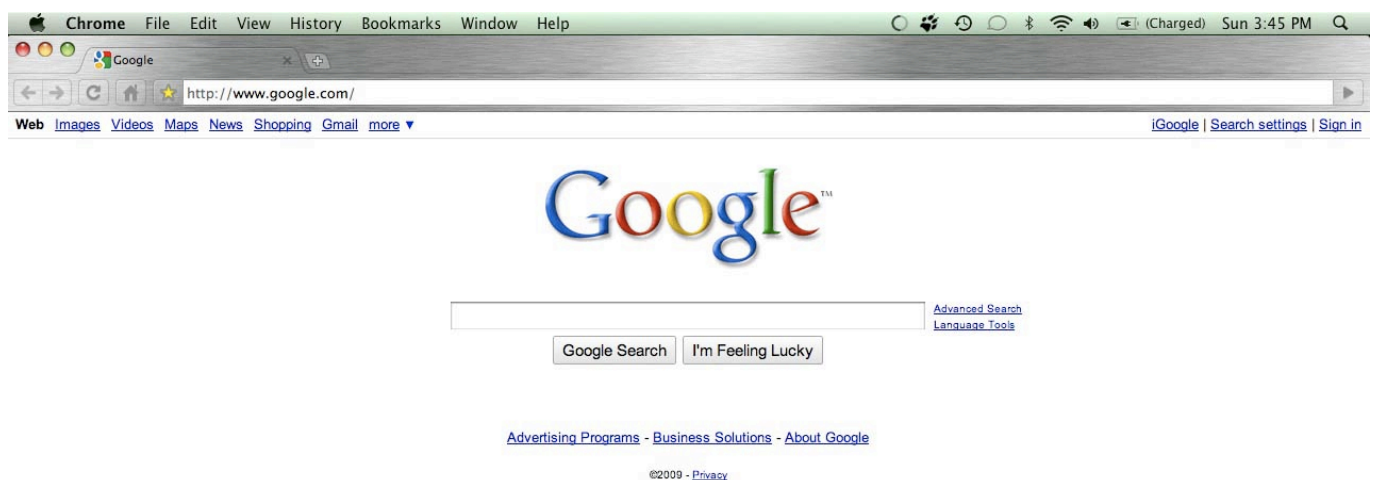 Chrome File Edit View History Bookmarks Window Help (Charged) Sun 3:45 PM
Google
http://www.google.com/
Web Images Videos Maps News Shopping Gmail more ▼ iGoogle | Search settings | Sign in
Google™
Advanced Search
Language Tools
Google Search I'm Feeling Lucky
Advertising Programs - Business Solutions - About Google
©2009 - Privacy